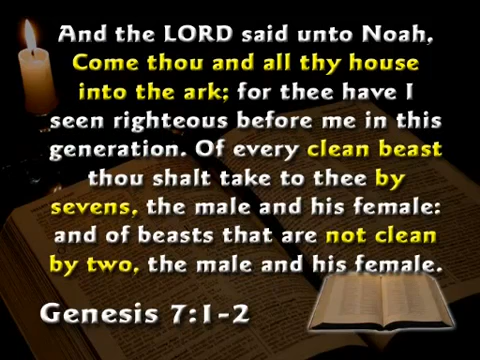 And the LORD said unto Noah,
Come thou and all thy house
into the ark; for thee have I
seen righteous before me in this
generation. Of every clean beast
thou shalt take to thee by
sevens, the male and his female:
and of beasts that are not clean
by two, the male and his female.
Genesis 7:1-2